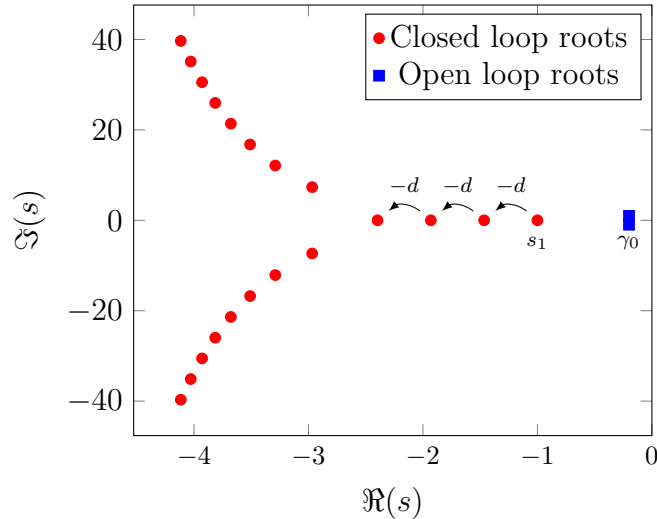 Closed loop roots
Open loop roots
40
20
0
−20
−40
ℑ(s)
−d −d −d
s₁ γ₀
−4 −3 −2 −1 0
ℜ(s)